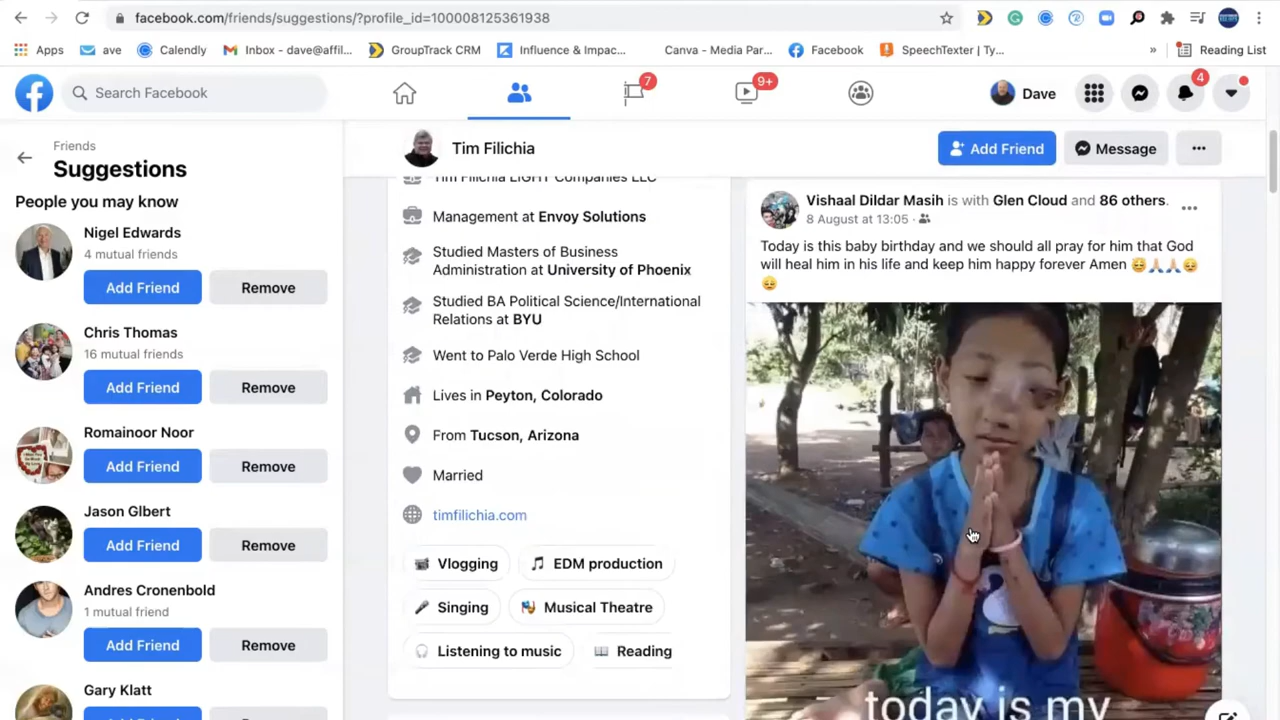 facebook.com/friends/suggestions/?profile_id=100008125361938
Apps
ave
Calendly
Inbox - dave@affil...
GroupTrack CRM
Influence & Impac...
Canva - Media Par...
Facebook
SpeechTexter | Ty...
»
Reading List
Search Facebook
7
9+
Dave
4
Friends
Suggestions
People you may know
Nigel Edwards
4 mutual friends
Add Friend
Remove
Chris Thomas
16 mutual friends
Add Friend
Remove
Romainoor Noor
Add Friend
Remove
Jason Glbert
Add Friend
Remove
Andres Cronenbold
1 mutual friend
Add Friend
Remove
Gary Klatt
Tim Filichia
Add Friend
Message
Tim Filichia LIGHT Companies LLC
Management at Envoy Solutions
Studied Masters of Business
Administration at University of Phoenix
Studied BA Political Science/International
Relations at BYU
Went to Palo Verde High School
Lives in Peyton, Colorado
From Tucson, Arizona
Married
timfilichia.com
Vlogging
EDM production
Singing
Musical Theatre
Listening to music
Reading
Vishaal Dildar Masih is with Glen Cloud and 86 others.
8 August at 13:05 ·
Today is this baby birthday and we should all pray for him that God
will heal him in his life and keep him happy forever Amen 😔🙏🙏😔
😔
today is my